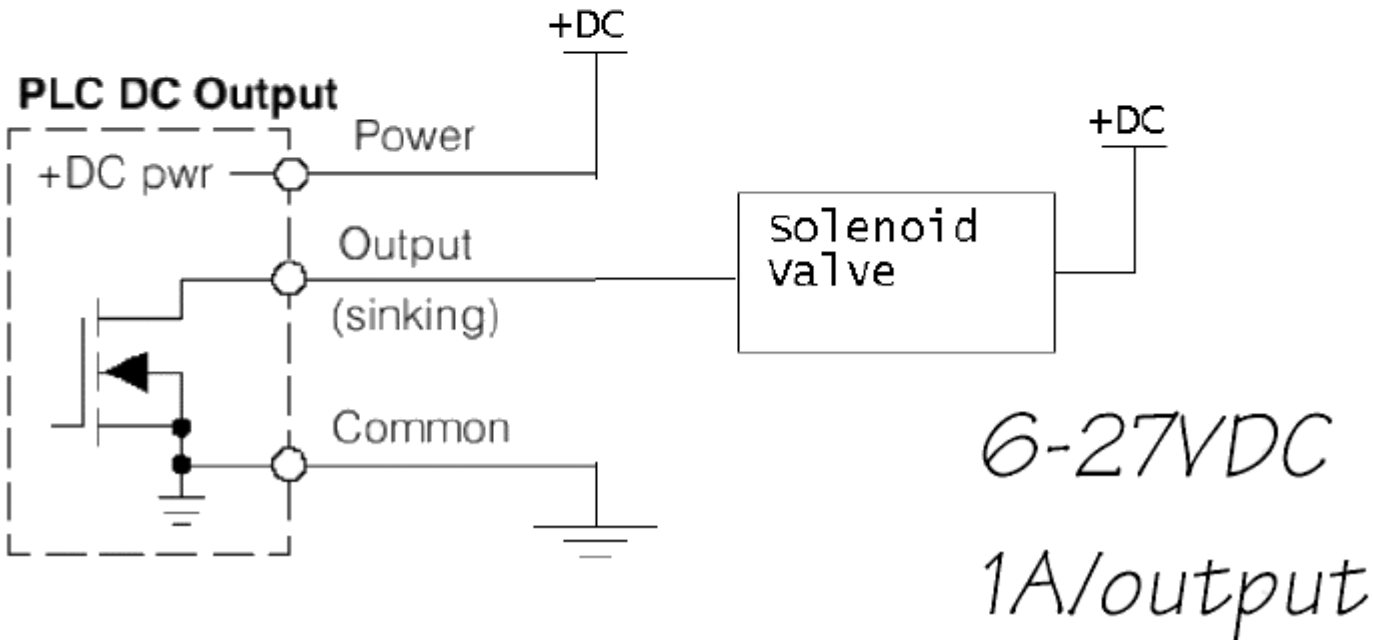 +DC
PLC DC Output
Power
+DC
+DC pwr
Output
Solenoid
Valve
(sinking)
Common
6-27VDC
1A/output